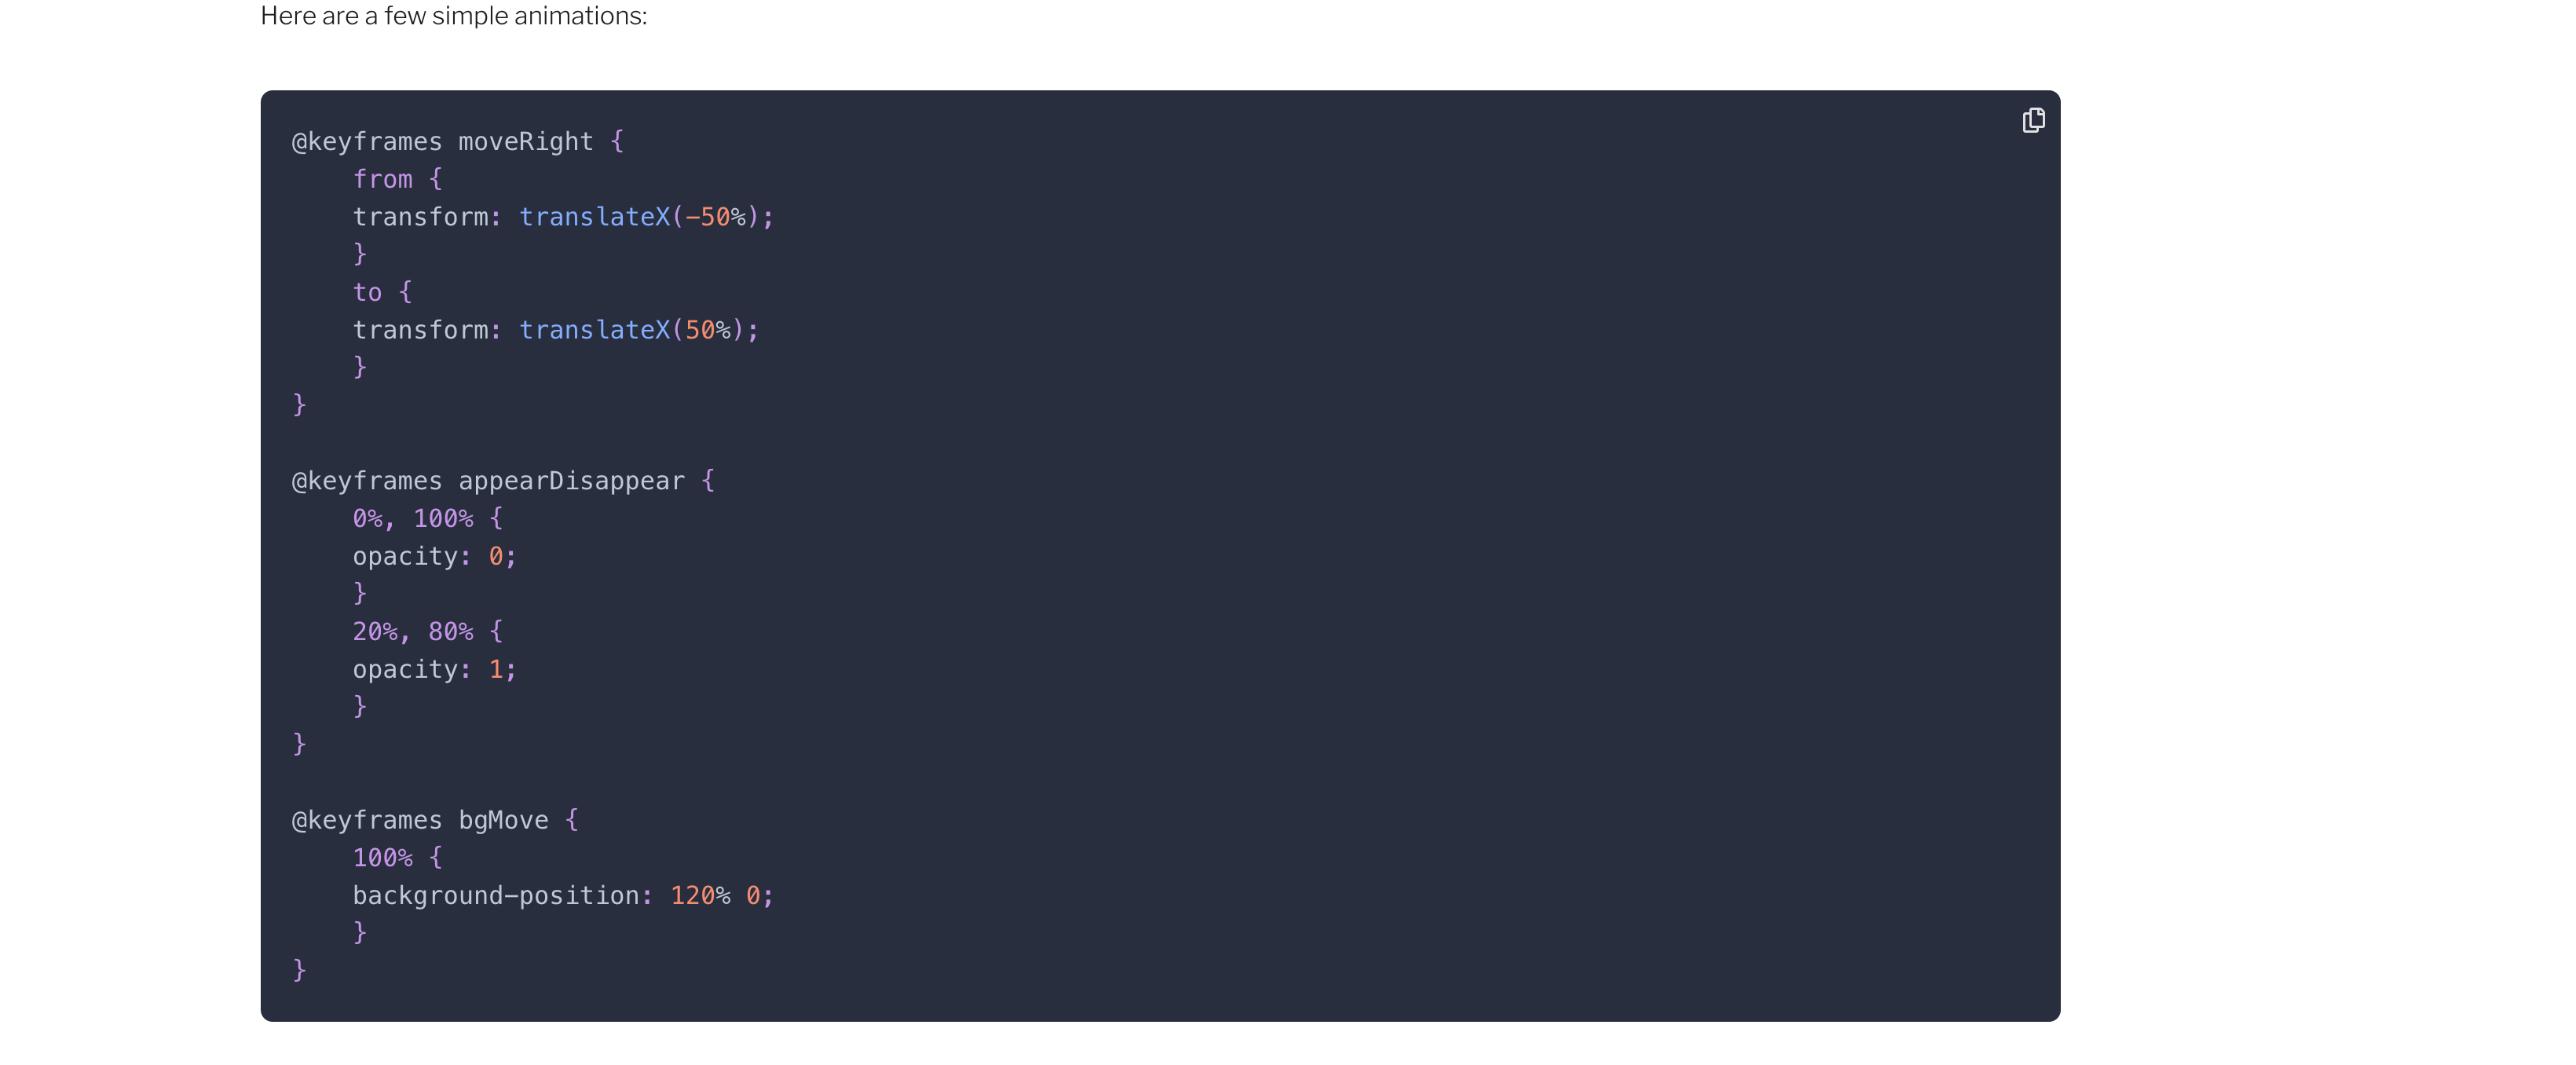 Here are a few simple animations:
@keyframes moveRight {
    from {
    transform: translateX(-50%);
    }
    to {
    transform: translateX(50%);
    }
}

@keyframes appearDisappear {
    0%, 100% {
    opacity: 0;
    }
    20%, 80% {
    opacity: 1;
    }
}

@keyframes bgMove {
    100% {
    background-position: 120% 0;
    }
}